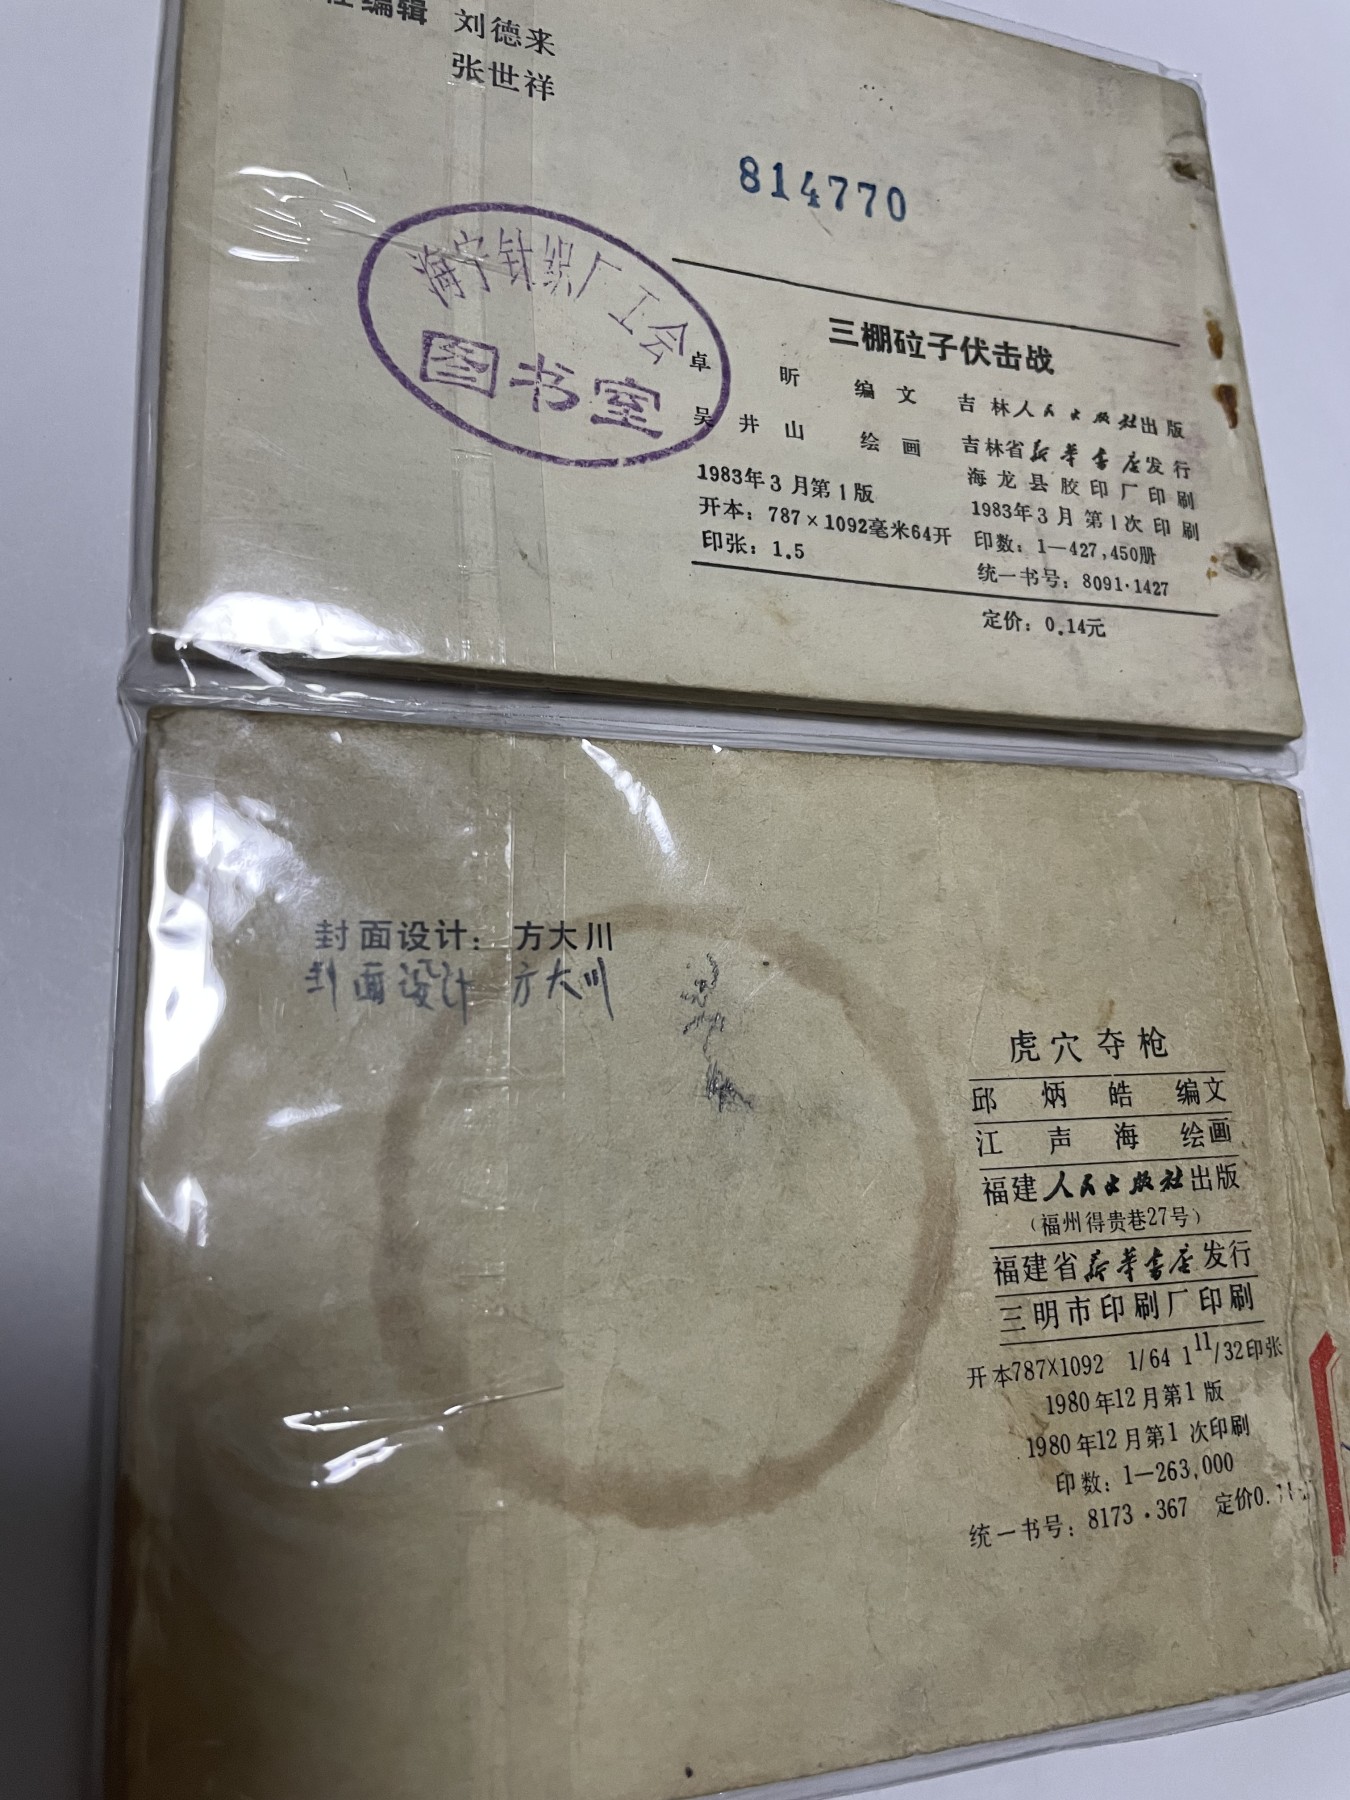 编辑 刘德来
张世祥
814770
海宁针织厂工会
图书室
三棚砬子伏击战
卓 昕 编文
吴井山 绘画
1983年3月第1版
开本：787×1092毫米64开
印张：1.5
吉林人民出版社出版
吉林省新华书店发行
海龙县胶印厂印刷
1983年3月第1次印刷
印数：1—427,450册
统一书号：8091·1427
定价：0.14元
封面设计：方大川
封面设计 方大川
虎穴夺枪
邱炳皓 编文
江声海 绘画
福建人民出版社出版
（福州得贵巷27号）
福建省新华书店发行
三明市印刷厂印刷
开本787×1092 1/64 1 11/32印张
1980年12月第1版
1980年12月第1次印刷
印数：1—263,000
统一书号：8173·367 定价0.